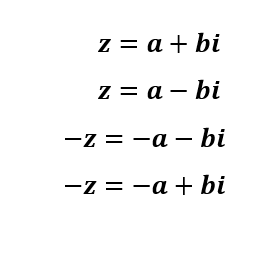 z = a + bi
z = a − bi
−z = −a − bi
−z = −a + bi